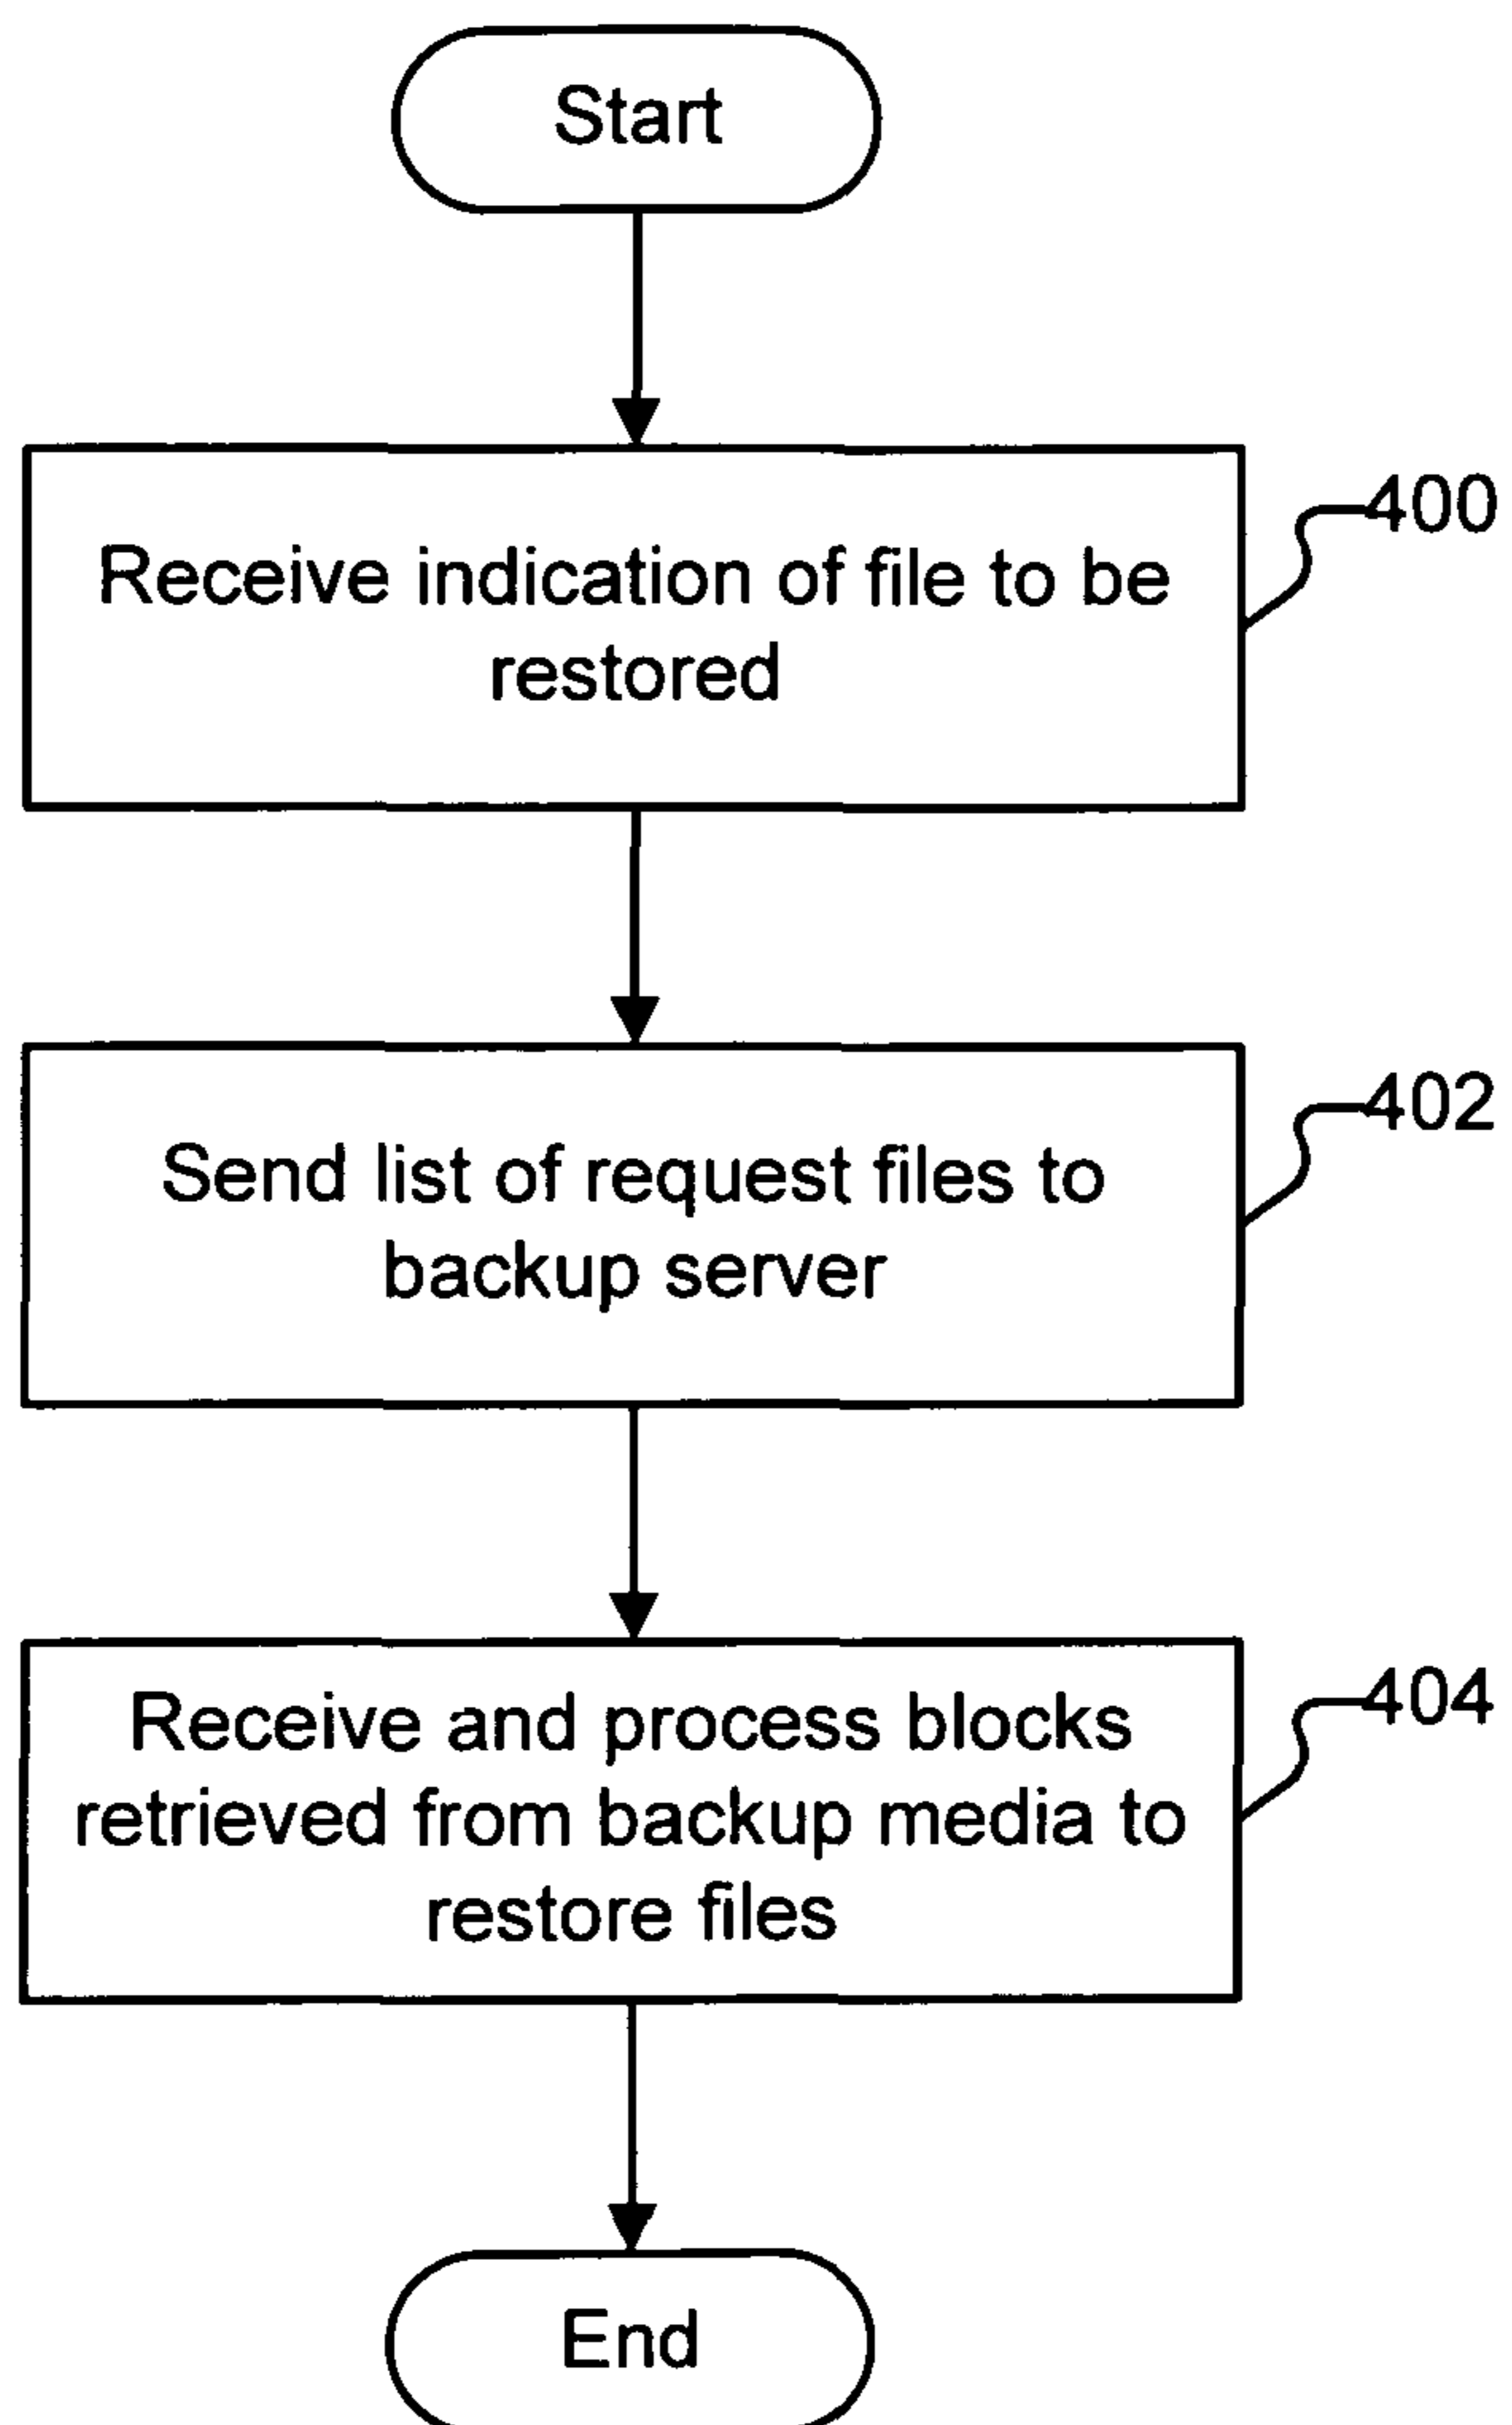 Start
Receive indication of file to be
restored
400
Send list of request files to
backup server
402
Receive and process blocks
retrieved from backup media to
restore files
404
End